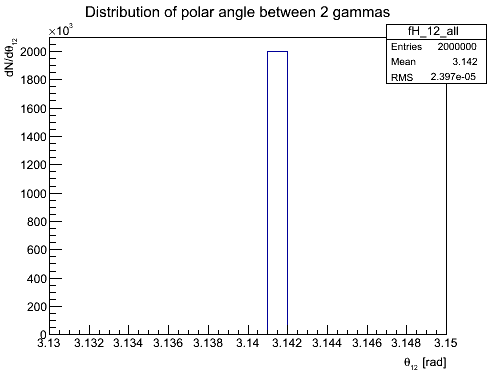 Distribution of polar angle between 2 gammas
×10³
fH_12_all
Entries 2000000
Mean 3.142
RMS 2.397e-05
dN/dθ₁₂
2000
1800
1600
1400
1200
1000
800
600
400
200
0
3.13 3.132 3.134 3.136 3.138 3.14 3.142 3.144 3.146 3.148 3.15
θ₁₂ [rad]